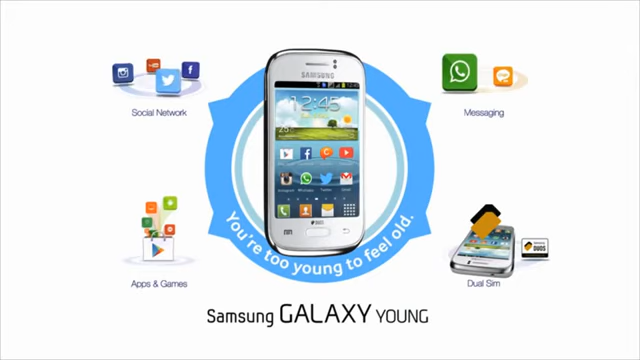 SAMSUNG
12:45
Social Network
Messaging
You're too young to feel old.
Apps & Games
DUOS
Dual Sim
Samsung GALAXY YOUNG